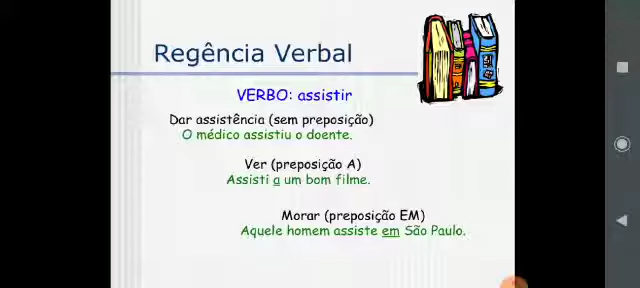 Regência Verbal
VERBO: assistir
Dar assistência (sem preposição)
O médico assistiu o doente.
Ver (preposição A)
Assisti a um bom filme.
Morar (preposição EM)
Aquele homem assiste em São Paulo.